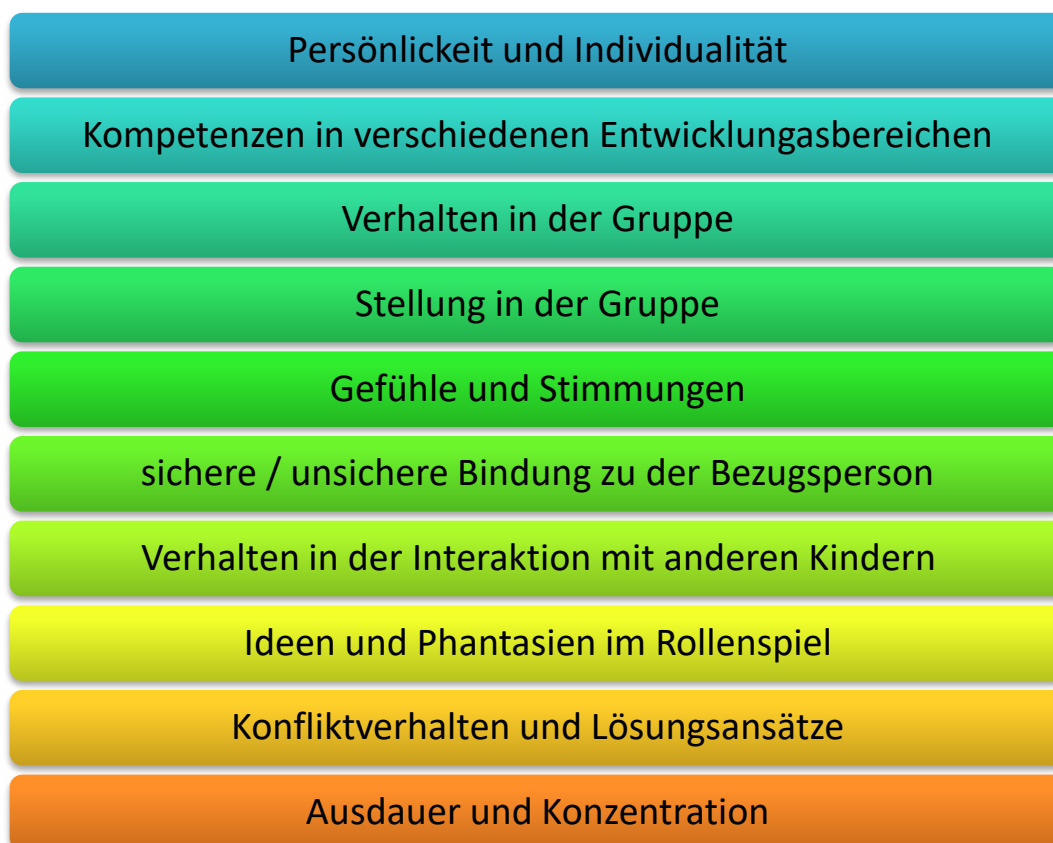 Persönlickeit und Individualität
Kompetenzen in verschiedenen Entwicklungasbereichen
Verhalten in der Gruppe
Stellung in der Gruppe
Gefühle und Stimmungen
sichere / unsichere Bindung zu der Bezugsperson
Verhalten in der Interaktion mit anderen Kindern
Ideen und Phantasien im Rollenspiel
Konfliktverhalten und Lösungsansätze
Ausdauer und Konzentration